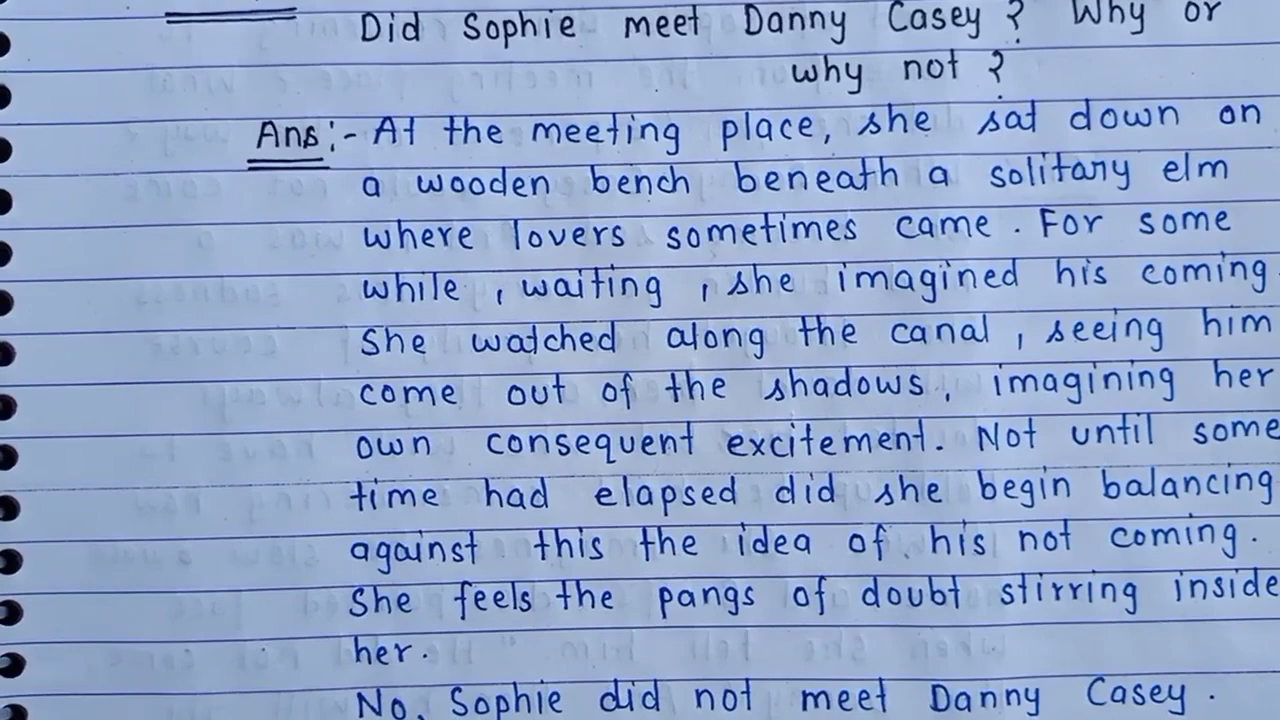 Did Sophie meet Danny Casey ? Why or
why not ?
Ans :- At the meeting place, she sat down on
a wooden bench beneath a solitary elm
where lovers sometimes came. For some
while, waiting, she imagined his coming.
She watched along the canal, seeing him
come out of the shadows, imagining her
own consequent excitement. Not until some
time had elapsed did she begin balancing
against this the idea of his not coming.
She feels the pangs of doubt stirring inside
her.
No, Sophie did not meet Danny Casey.